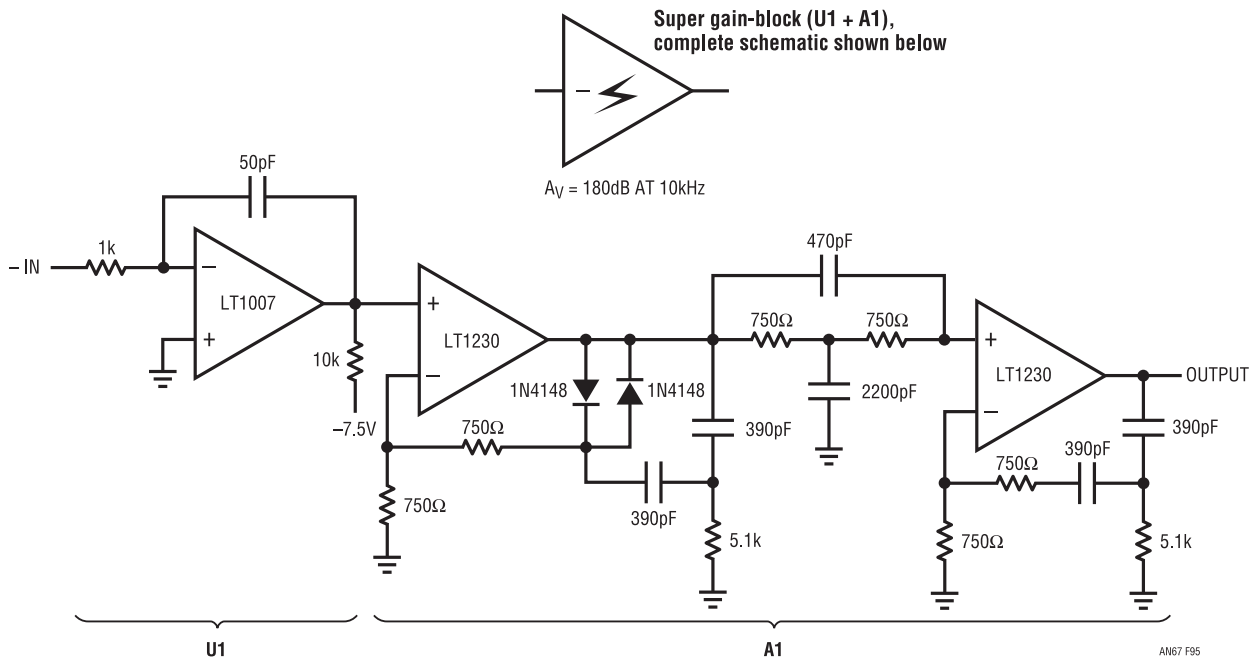 Super gain-block (U1 + A1),
complete schematic shown below
−
AV = 180dB AT 10kHz
50pF
1k
− IN
−
LT1007
+
10k
−7.5V
+
LT1230
−
1N4148
1N4148
750Ω
750Ω
390pF
390pF
5.1k
470pF
750Ω
750Ω
2200pF
+
LT1230
−
OUTPUT
390pF
390pF
750Ω
750Ω
5.1k
U1
A1
AN67 F95